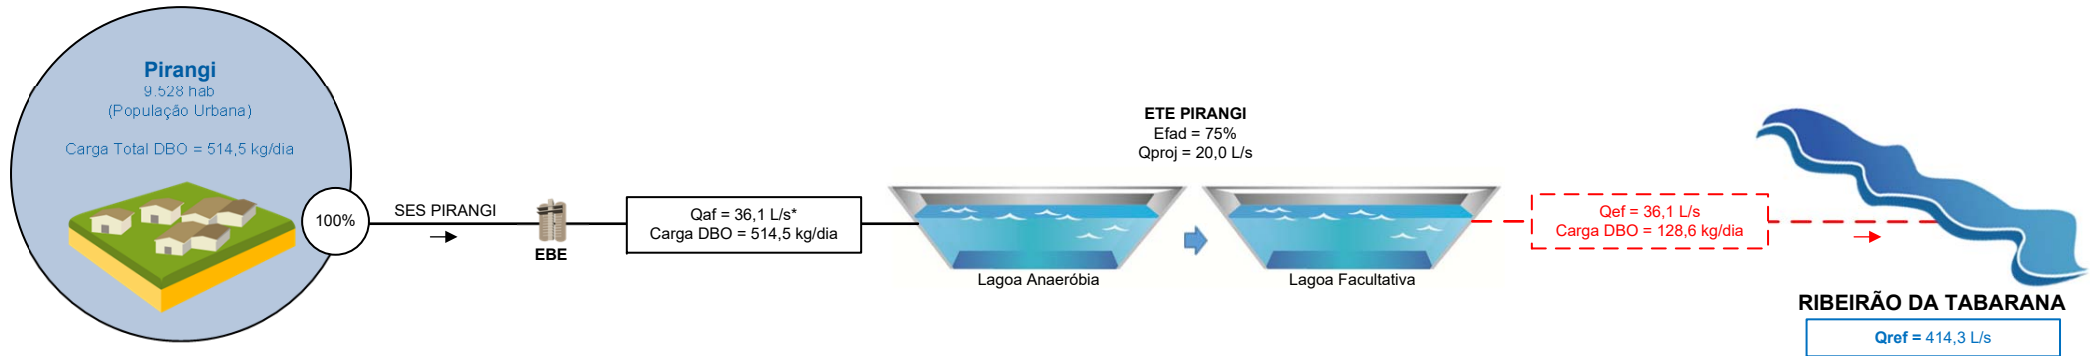 Pirangi
9.528 hab
(População Urbana)
Carga Total DBO = 514,5 kg/dia
100%
SES PIRANGI
EBE
Qaf = 36,1 L/s*
Carga DBO = 514,5 kg/dia
ETE PIRANGI
Efad = 75%
Qproj = 20,0 L/s
Lagoa Anaeróbia
Lagoa Facultativa
Qef = 36,1 L/s
Carga DBO = 128,6 kg/dia
RIBEIRÃO DA TABARANA
Qref = 414,3 L/s